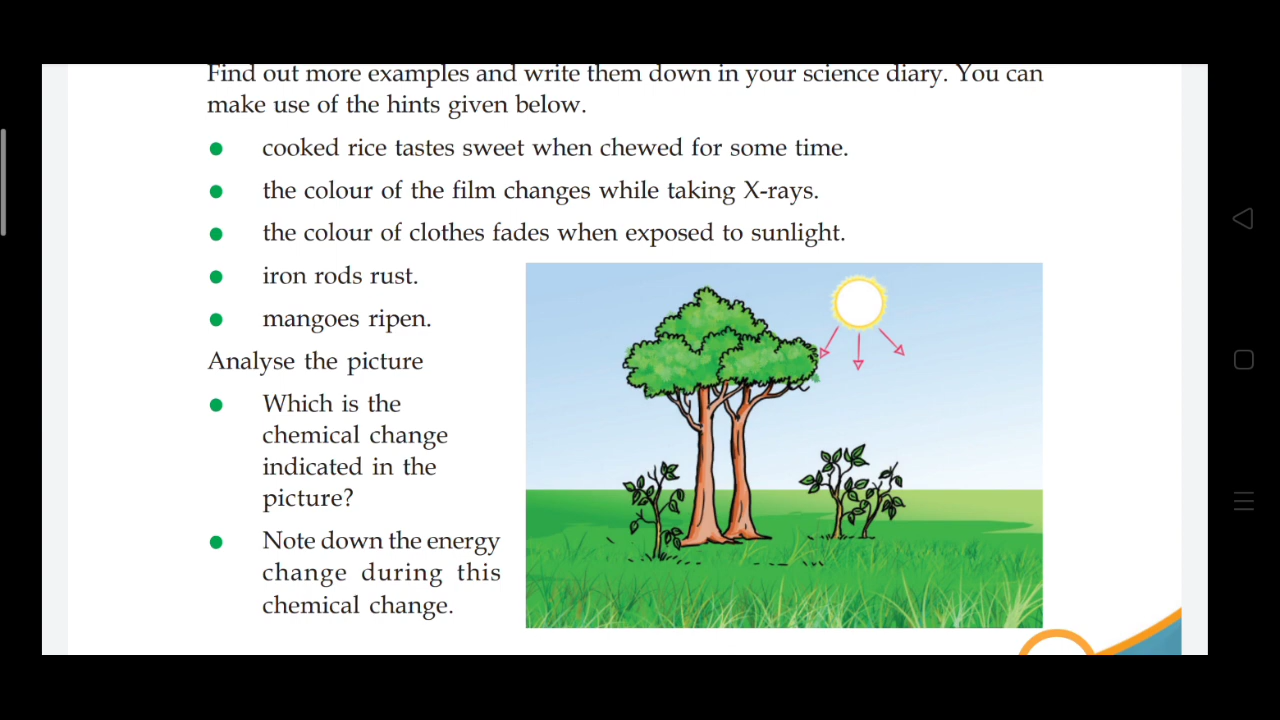 Find out more examples and write them down in your science diary. You can
make use of the hints given below.
● cooked rice tastes sweet when chewed for some time.
● the colour of the film changes while taking X-rays.
● the colour of clothes fades when exposed to sunlight.
● iron rods rust.
● mangoes ripen.
Analyse the picture
● Which is the
chemical change
indicated in the
picture?
● Note down the energy
change during this
chemical change.